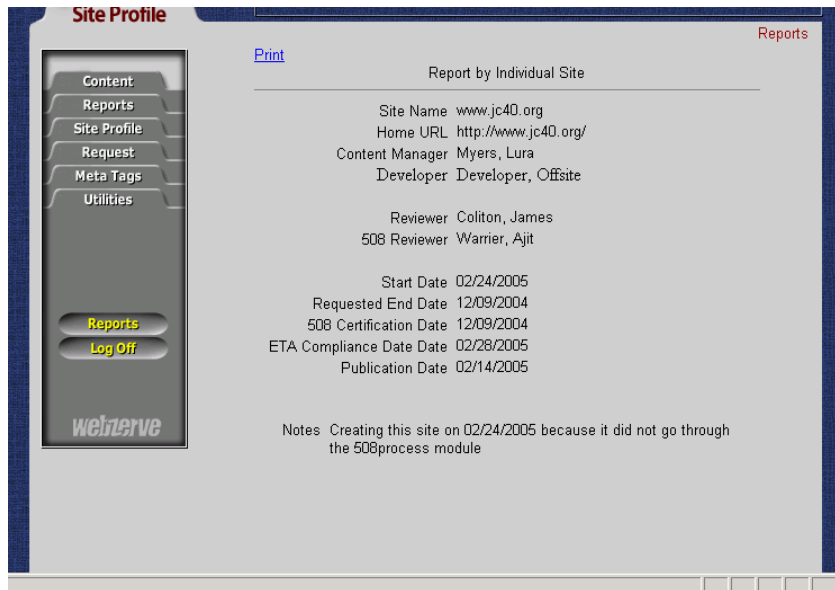 Site Profile
Reports
Print
Report by Individual Site
Content
Reports
Site Profile
Request
Meta Tags
Utilities
Reports
Log Off
webzerve
Site Name www.jc40.org
Home URL http://www.jc40.org/
Content Manager Myers, Lura
Developer Developer, Offsite
Reviewer Coliton, James
508 Reviewer Warrier, Ajit
Start Date 02/24/2005
Requested End Date 12/09/2004
508 Certification Date 12/09/2004
ETA Compliance Date Date 02/28/2005
Publication Date 02/14/2005
Notes Creating this site on 02/24/2005 because it did not go through
the 508process module